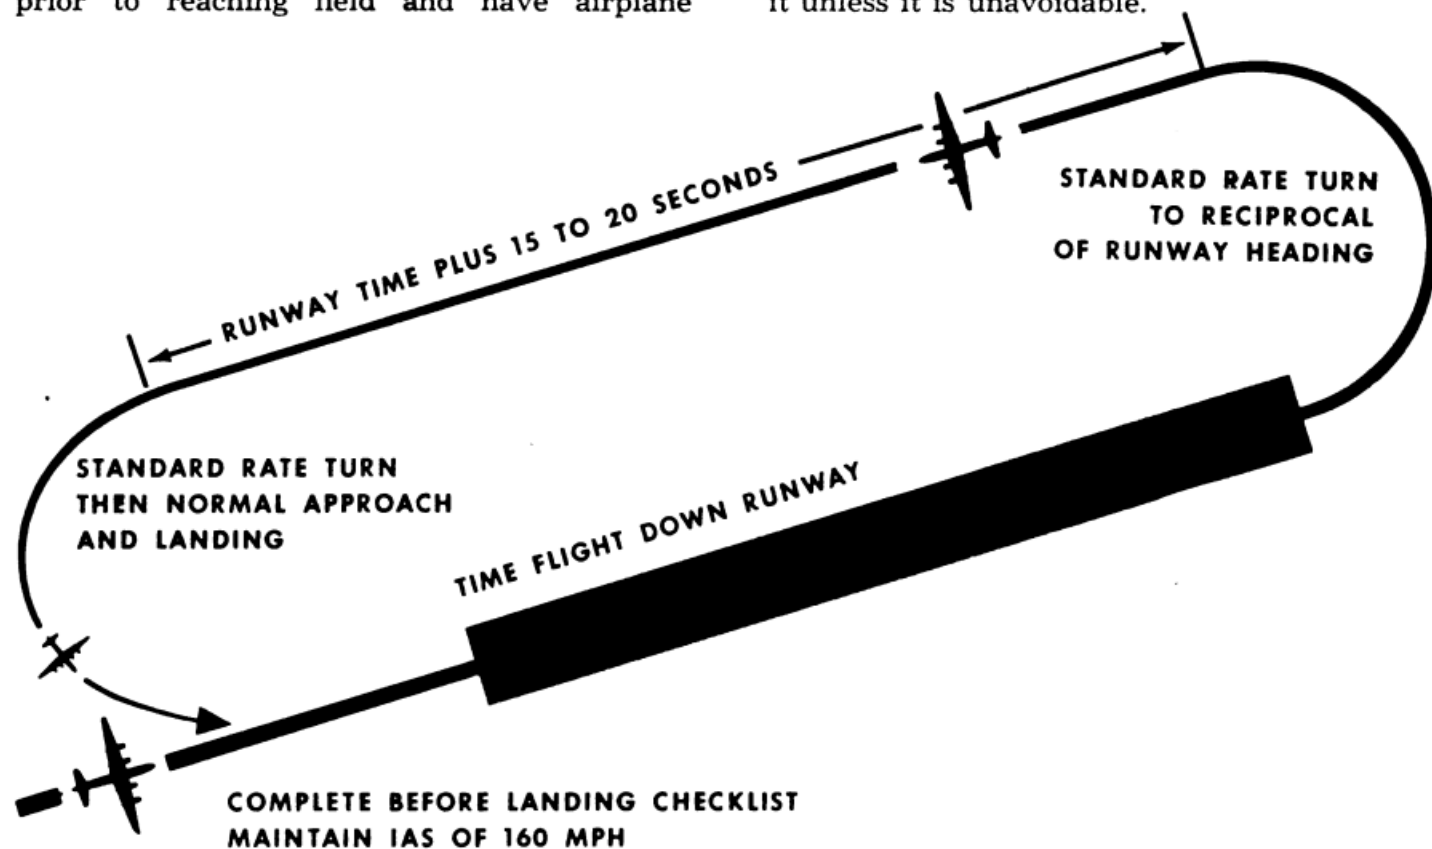 prior to reaching field and have airplane
it unless it is unavoidable.
RUNWAY TIME PLUS 15 TO 20 SECONDS
STANDARD RATE TURN
TO RECIPROCAL
OF RUNWAY HEADING
STANDARD RATE TURN
THEN NORMAL APPROACH
AND LANDING
TIME FLIGHT DOWN RUNWAY
COMPLETE BEFORE LANDING CHECKLIST
MAINTAIN IAS OF 160 MPH